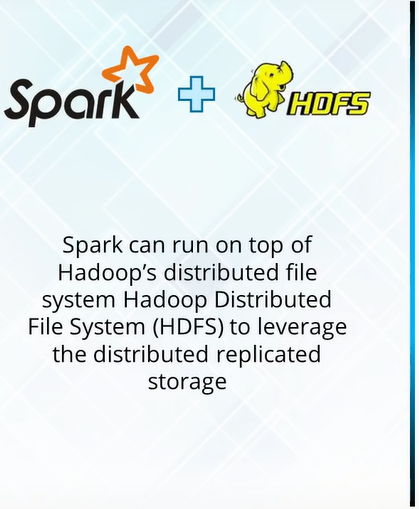 Spark
HDFS
Spark can run on top of
Hadoop’s distributed file
system Hadoop Distributed
File System (HDFS) to leverage
the distributed replicated
storage